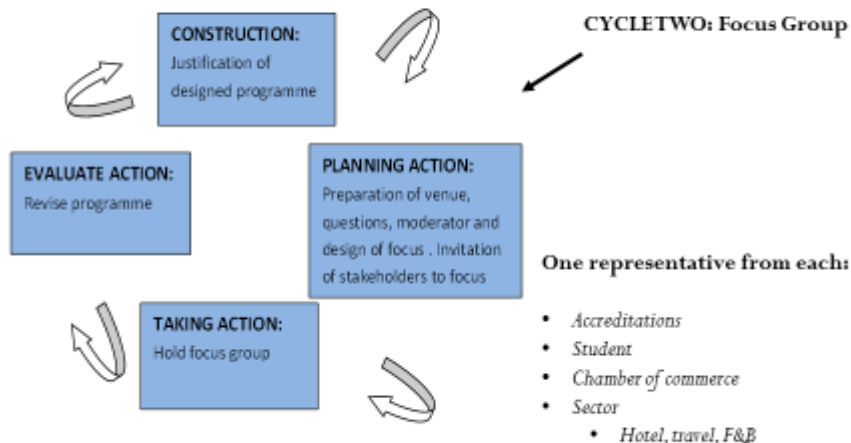 CYCLETWO: Focus Group
CONSTRUCTION:
Justification of
designed programme
EVALUATE ACTION:
Revise programme
PLANNING ACTION:
Preparation of venue,
questions, moderator and
design of focus . Invitation
of stakeholders to focus
TAKING ACTION:
Hold focus group
One representative from each:
• Accreditations
• Student
• Chamber of commerce
• Sector
• Hotel, travel, F&B